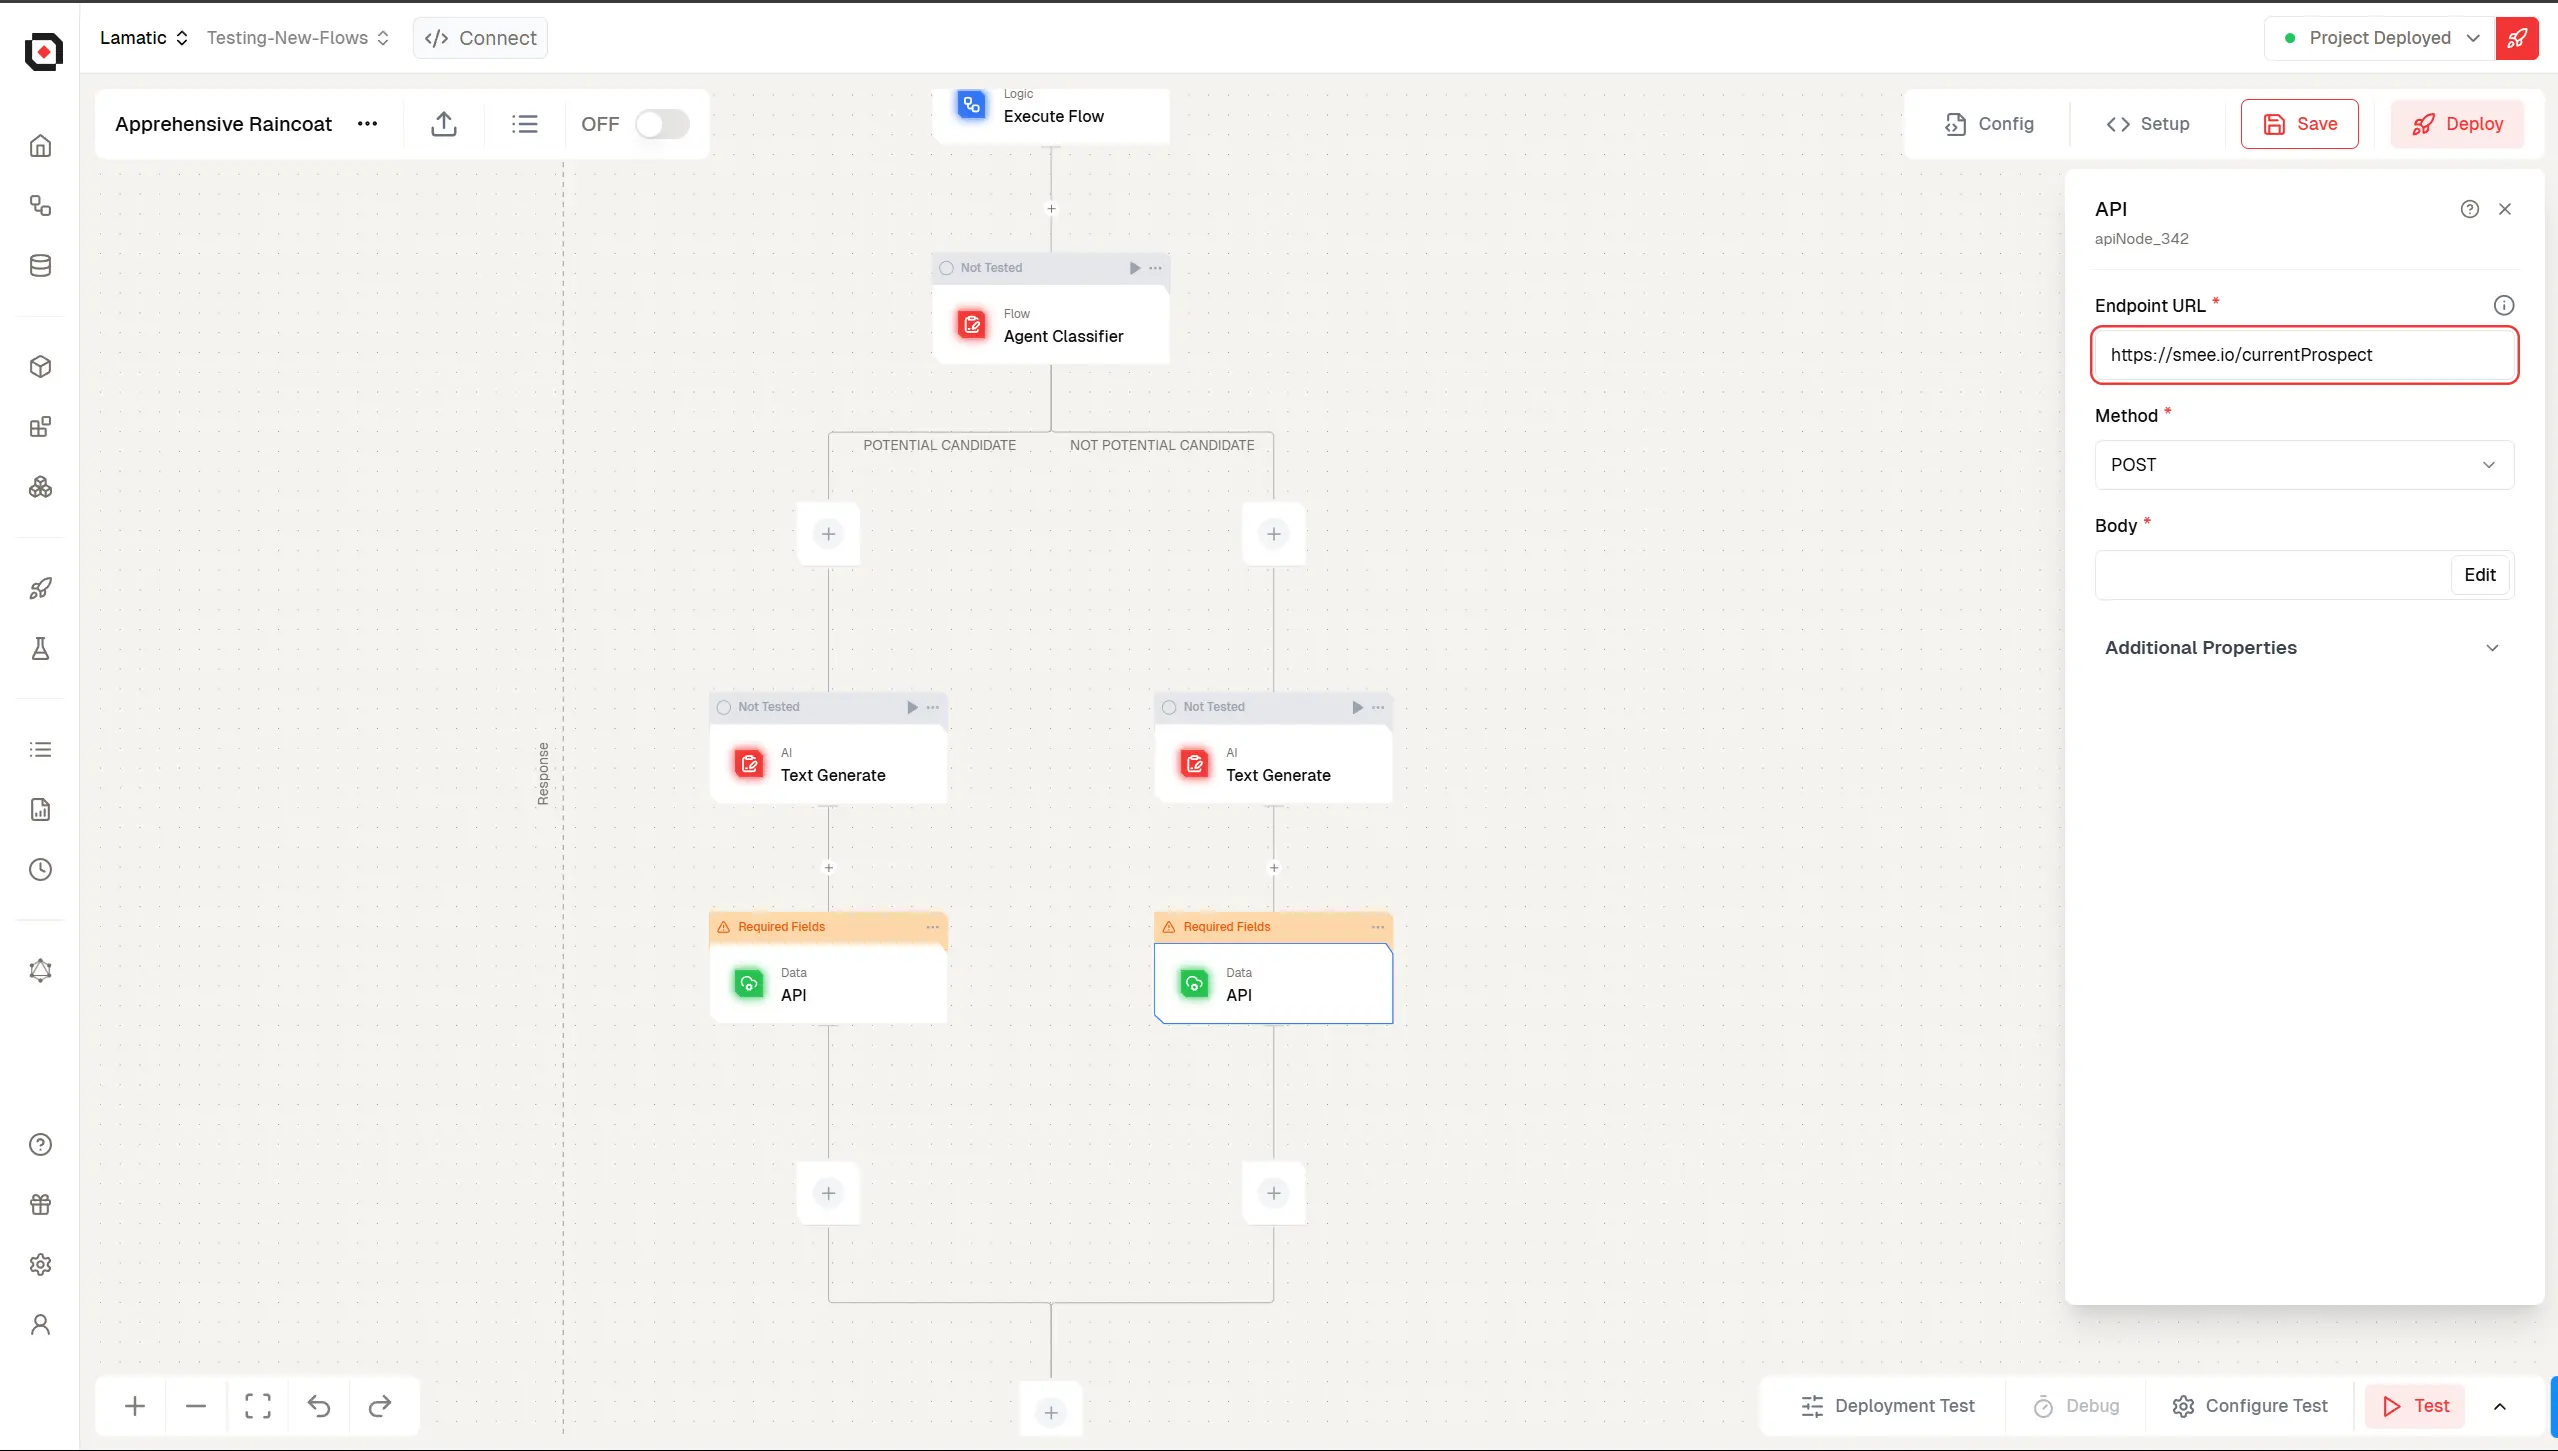 Lamatic
Testing-New-Flows
Connect
Project Deployed
Apprehensive Raincoat
OFF
Config
Setup
Save
Deploy
Logic
Execute Flow
Not Tested
Flow
Agent Classifier
POTENTIAL CANDIDATE
NOT POTENTIAL CANDIDATE
Not Tested
AI
Text Generate
Not Tested
AI
Text Generate
Response
Required Fields
Data
API
Required Fields
Data
API
API
apiNode_342
Endpoint URL *
https://smee.io/currentProspect
Method *
POST
Body *
Edit
Additional Properties
Deployment Test
Debug
Configure Test
Test